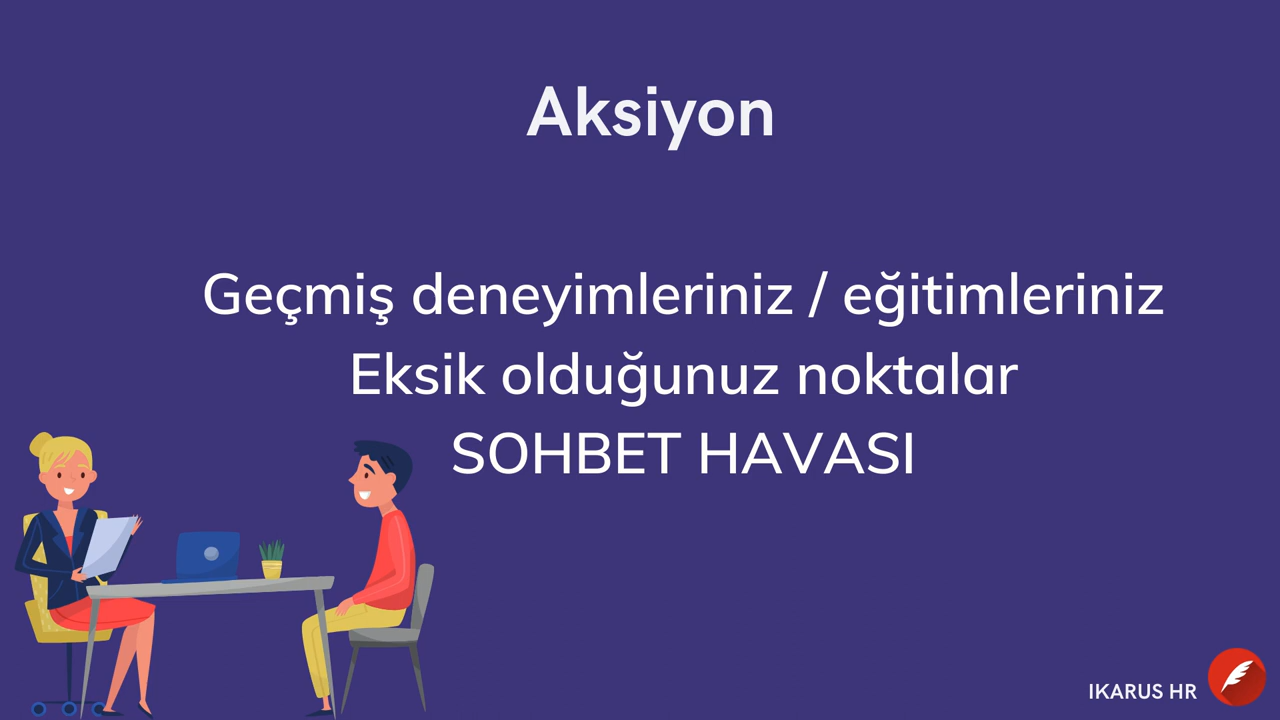 Aksiyon
Geçmiş deneyimleriniz / eğitimleriniz
Eksik olduğunuz noktalar
SOHBET HAVASI
IKARUS HR